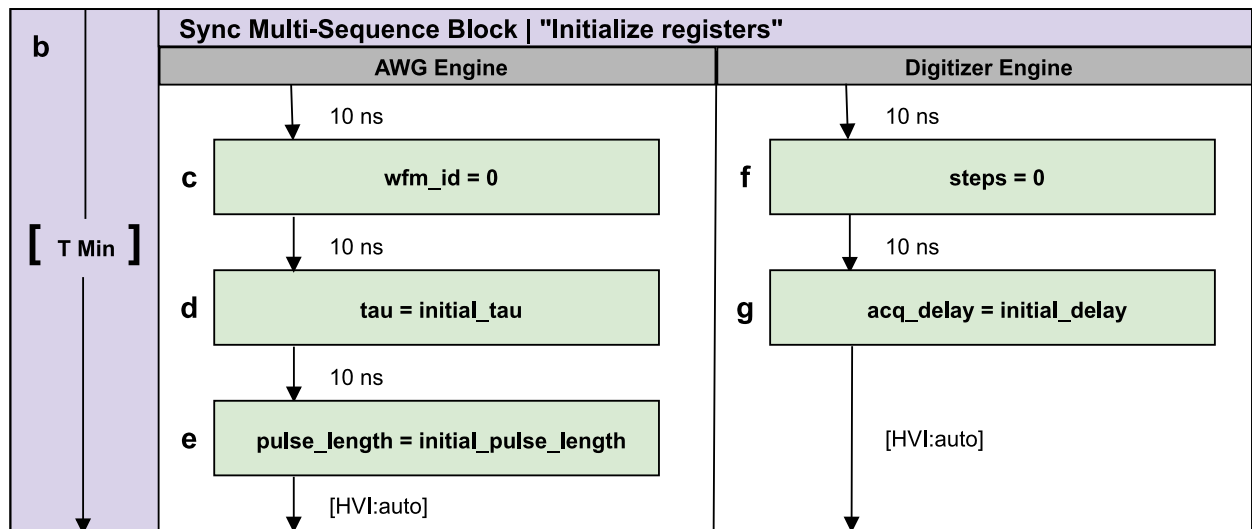 b
Sync Multi-Sequence Block | "Initialize registers"
AWG Engine
Digitizer Engine
10 ns
10 ns
c
wfm_id = 0
f
steps = 0
10 ns
10 ns
[ T Min ]
d
tau = initial_tau
g
acq_delay = initial_delay
10 ns
e
pulse_length = initial_pulse_length
[HVI:auto]
[HVI:auto]